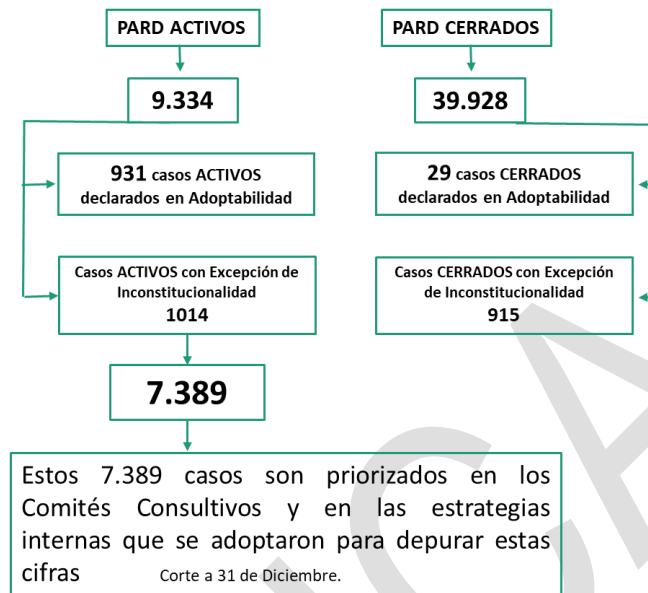 PARD ACTIVOS
PARD CERRADOS
9.334
39.928
931 casos ACTIVOS
declarados en Adoptabilidad
29 casos CERRADOS
declarados en Adoptabilidad
Casos ACTIVOS con Excepción de
Inconstitucionalidad
1014
Casos CERRADOS con Excepción
de Inconstitucionalidad
915
7.389
Estos 7.389 casos son priorizados en los
Comités Consultivos y en las estrategias
internas que se adoptaron para depurar estas
cifras Corte a 31 de Diciembre.